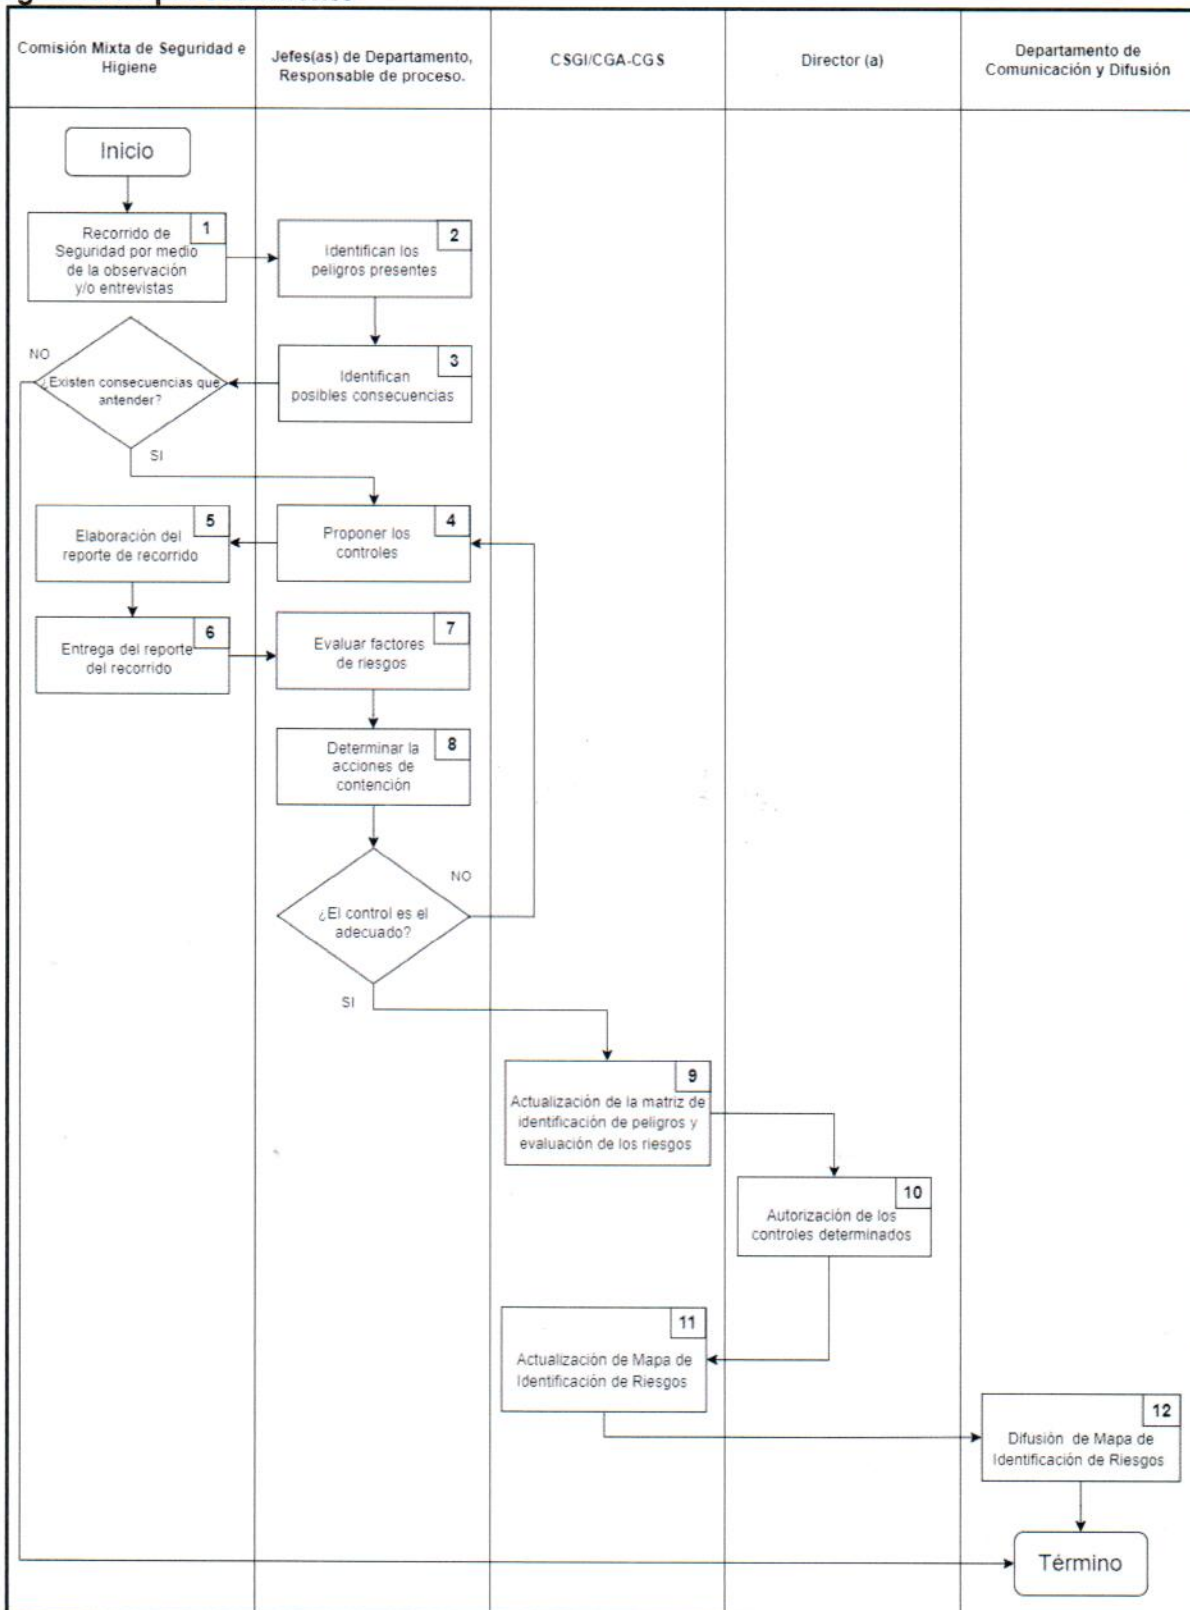 Comisión Mixta de Seguridad e
Higiene
Jefes(as) de Departamento,
Responsable de proceso.
CSGI/CGA-CGS
Director (a)
Departamento de
Comunicación y Difusión
Inicio
1
Recorrido de
Seguridad por medio
de la observación
y/o entrevistas
2
Identifican los
peligros presentes
3
Identifican
posibles consecuencias
NO
¿Existen consecuencias que
antender?
SI
4
Proponer los
controles
5
Elaboración del
reporte de recorrido
6
Entrega del reporte
del recorrido
7
Evaluar factores
de riesgos
8
Determinar la
acciones de
contención
NO
¿El control es el
adecuado?
SI
9
Actualización de la matriz de
identificación de peligros y
evaluación de los riesgos
10
Autorización de los
controles determinados
11
Actualización de Mapa de
Identificación de Riesgos
12
Difusión de Mapa de
Identificación de Riesgos
Término